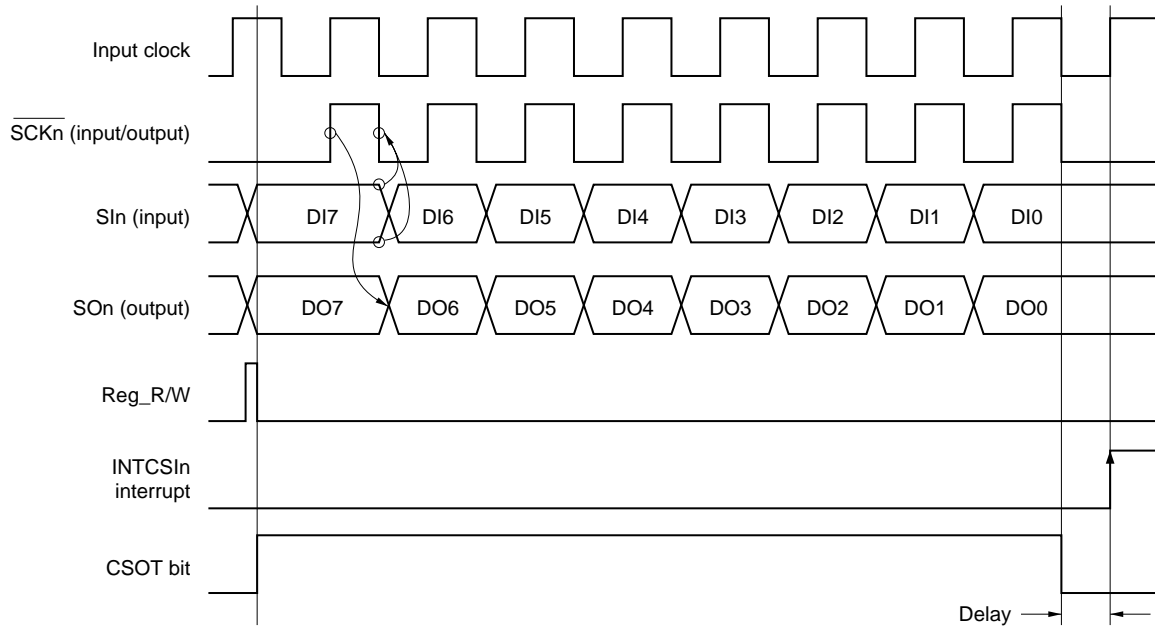 Input clock
SCKn (input/output)
SIn (input)
DI7 DI6 DI5 DI4 DI3 DI2 DI1 DI0
SOn (output)
DO7 DO6 DO5 DO4 DO3 DO2 DO1 DO0
Reg_R/W
INTCSIn
interrupt
CSOT bit
Delay